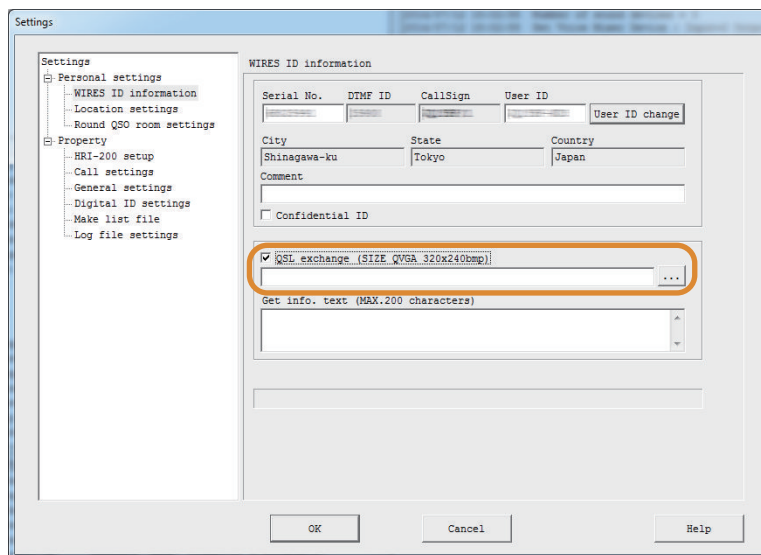 Settings
Settings
Personal settings
WIRES ID information
Location settings
Round QSO room settings
Property
HRI-200 setup
Call settings
General settings
Digital ID settings
Make list file
Log file settings
WIRES ID information
Serial No. DTMF ID CallSign User ID
User ID change
City State Country
Shinagawa-ku Tokyo Japan
Comment
Confidential ID
QSL exchange (SIZE QVGA 320x240bmp)
...
Get info. text (MAX.200 characters)
OK Cancel Help